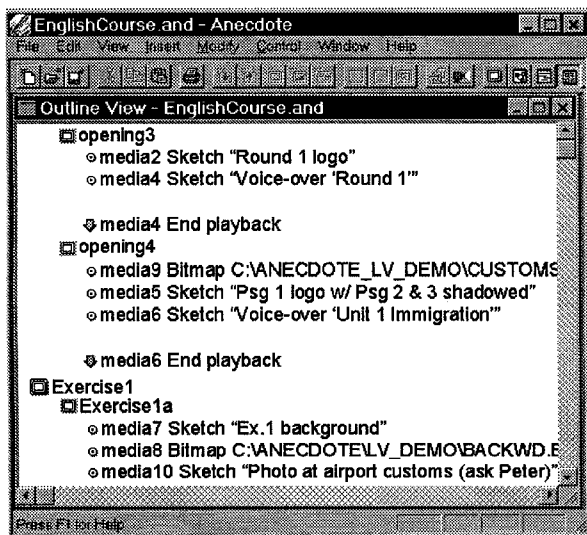 EnglishCourse.and - Anecdote
File Edit View Insert Modify Control Window Help
Outline View - EnglishCourse.and
opening3
media2 Sketch "Round 1 logo"
media4 Sketch "Voice-over 'Round 1'"
media4 End playback
opening4
media9 Bitmap C:\ANECDOTE_LV_DEMO\CUSTOMS
media5 Sketch "Psg 1 logo w/ Psg 2 & 3 shadowed"
media6 Sketch "Voice-over 'Unit 1 Immigration'"
media6 End playback
Exercise1
Exercise1a
media7 Sketch "Ex.1 background"
media8 Bitmap C:\ANECDOTE\LV_DEMO\BACKWD.B
media10 Sketch "Photo at airport customs (ask Peter)"
Press F1 for Help